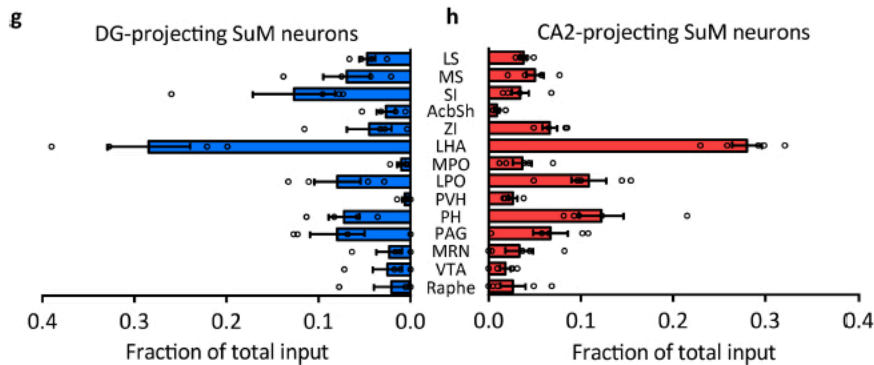 g
DG-projecting SuM neurons
h
CA2-projecting SuM neurons
LS
MS
SI
AcbSh
ZI
LHA
MPO
LPO
PVH
PH
PAG
MRN
VTA
Raphe
0.4 0.3 0.2 0.1 0.0
0.0 0.1 0.2 0.3 0.4
Fraction of total input
Fraction of total input